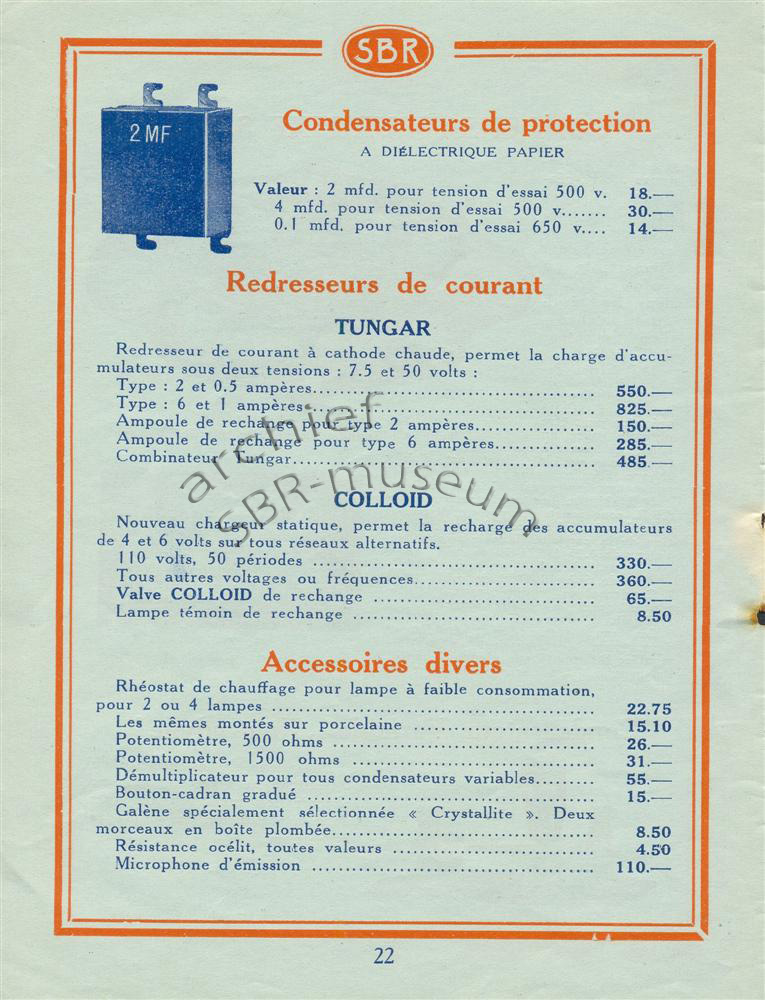 SBR
2 MF
Condensateurs de protection
A DIÉLECTRIQUE PAPIER
Valeur : 2 mfd. pour tension d'essai 500 v. 18.—
4 mfd. pour tension d'essai 500 v....... 30.—
0.1 mfd. pour tension d'essai 650 v.... 14.—
Redresseurs de courant
TUNGAR
Redresseur de courant à cathode chaude, permet la charge d'accu-
mulateurs sous deux tensions : 7.5 et 50 volts :
Type : 2 et 0.5 ampères........ 550.—
Type : 6 et 1 ampères........ 825.—
Ampoule de rechange pour type 2 ampères........ 150.—
Ampoule de rechange pour type 6 ampères........ 285.—
Combinateur Tungar........ 485.—
archief
SBR-museum
COLLOID
Nouveau chargeur statique, permet la recharge des accumulateurs
de 4 et 6 volts sur tous réseaux alternatifs.
110 volts, 50 périodes ........ 330.—
Tous autres voltages ou fréquences........ 360.—
Valve COLLOID de rechange ........ 65.—
Lampe témoin de rechange ........ 8.50
Accessoires divers
Rhéostat de chauffage pour lampe à faible consommation,
pour 2 ou 4 lampes ........ 22.75
Les mêmes montés sur porcelaine ........ 15.10
Potentiomètre, 500 ohms ........ 26.—
Potentiomètre, 1500 ohms ........ 31.—
Démultiplicateur pour tous condensateurs variables........ 55.—
Bouton-cadran gradué ........ 15.—
Galène spécialement sélectionnée « Crystallite ». Deux
morceaux en boîte plombée........ 8.50
Résistance océlit, toutes valeurs ........ 4.50
Microphone d'émission ........ 110.—
22